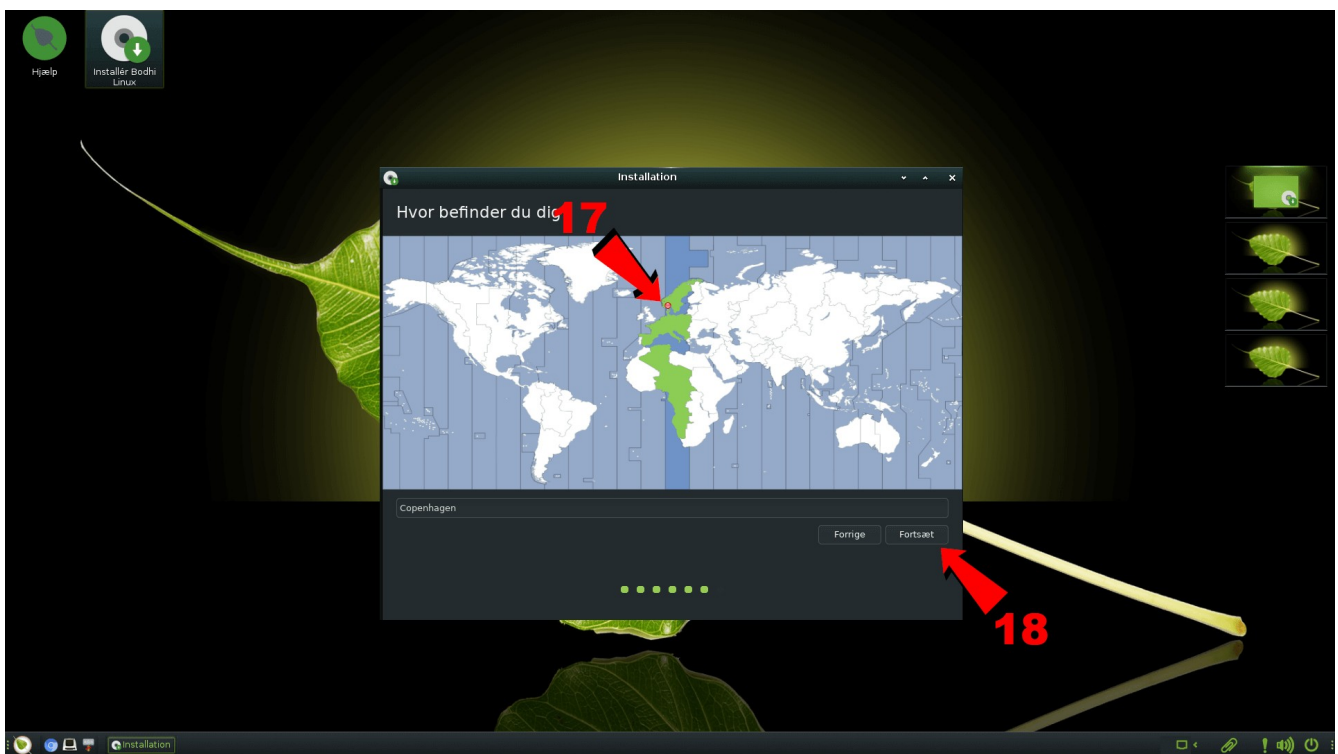 Hjælp
Installér Bodhi
Linux
Installation
Hvor befinder du dig
17
Copenhagen
Forrige
Fortsæt
18
Installation